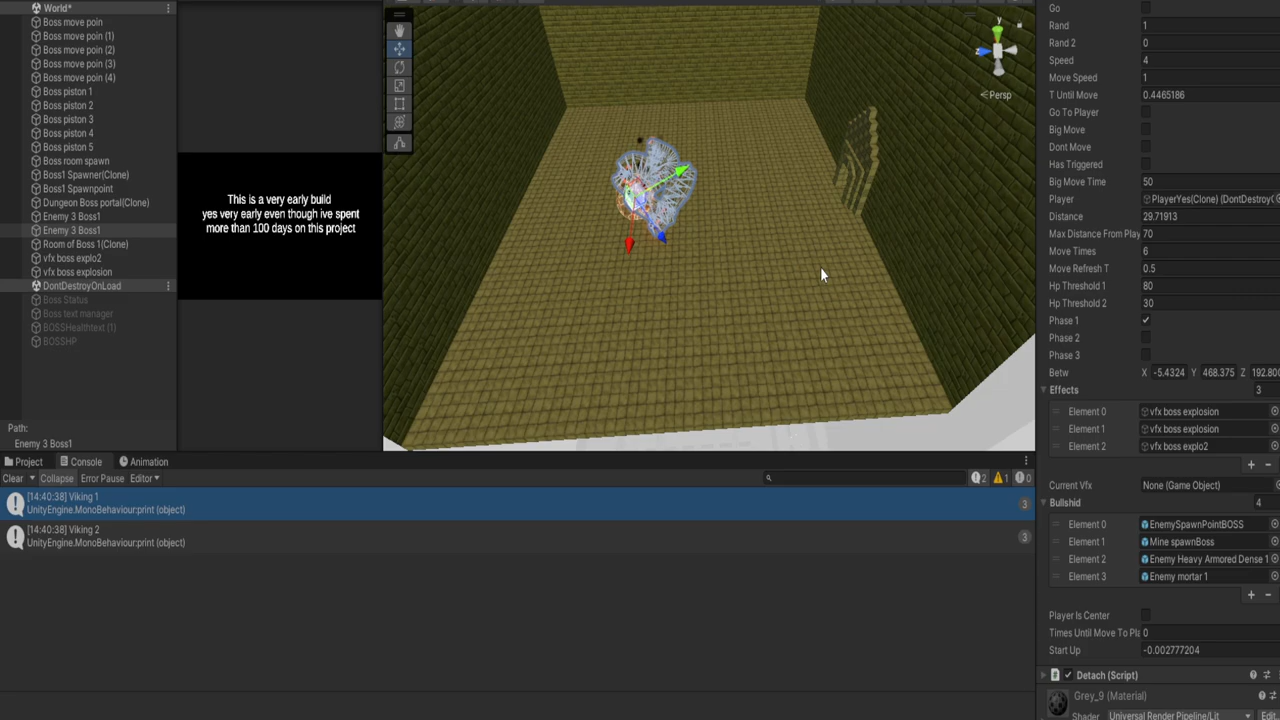 World*
Boss move poin
Boss move poin (1)
Boss move poin (2)
Boss move poin (3)
Boss move poin (4)
Boss piston 1
Boss piston 2
Boss piston 3
Boss piston 4
Boss piston 5
Boss room spawn
Boss1 Spawner(Clone)
Boss1 Spawnpoint
Dungeon Boss portal(Clone)
Enemy 3 Boss1
Enemy 3 Boss1
Room of Boss 1(Clone)
vfx boss explo2
vfx boss explosion
DontDestroyOnLoad
Boss Status
Boss text manager
BOSSHealthtext (1)
BOSSHP
Path:
Enemy 3 Boss1
This is a very early build
yes very early even though ive spent
more than 100 days on this project
y
Persp
Go
Rand 1
Rand 2 0
Speed 4
Move Speed 1
T Until Move 0.4465186
Go To Player
Big Move
Dont Move
Has Triggered
Big Move Time 50
Player PlayerYes(Clone) (DontDestroyO
Distance 29.71913
Max Distance From Play 70
Move Times 6
Move Refresh T 0.5
Hp Threshold 1 80
Hp Threshold 2 30
Phase 1
Phase 2
Phase 3
Betw X -5.4324 Y 468.375 Z 192.800
Effects 3
Element 0 vfx boss explosion
Element 1 vfx boss explosion
Element 2 vfx boss explo2
Current Vfx None (Game Object)
Bullshid 4
Element 0 EnemySpawnPointBOSS
Element 1 Mine spawnBoss
Element 2 Enemy Heavy Armored Dense 1
Element 3 Enemy mortar 1
Player Is Center
Times Until Move To Pla 0
Start Up -0.002777204
Detach (Script)
Grey_9 (Material)
Shader Universal Render Pipeline/Lit Edit
Project Console Animation
Clear Collapse Error Pause Editor 2 1 0
[14:40:38] Viking 1
UnityEngine.MonoBehaviour:print (object) 3
[14:40:38] Viking 2
UnityEngine.MonoBehaviour:print (object) 3